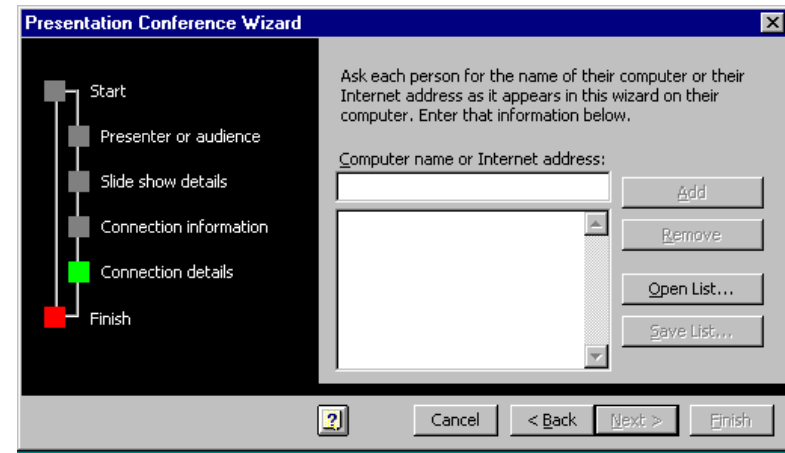 Presentation Conference Wizard
Start
Presenter or audience
Slide show details
Connection information
Connection details
Finish
Ask each person for the name of their computer or their
Internet address as it appears in this wizard on their
computer. Enter that information below.
Computer name or Internet address:
Add
Remove
Open List...
Save List...
Cancel
< Back
Next >
Finish